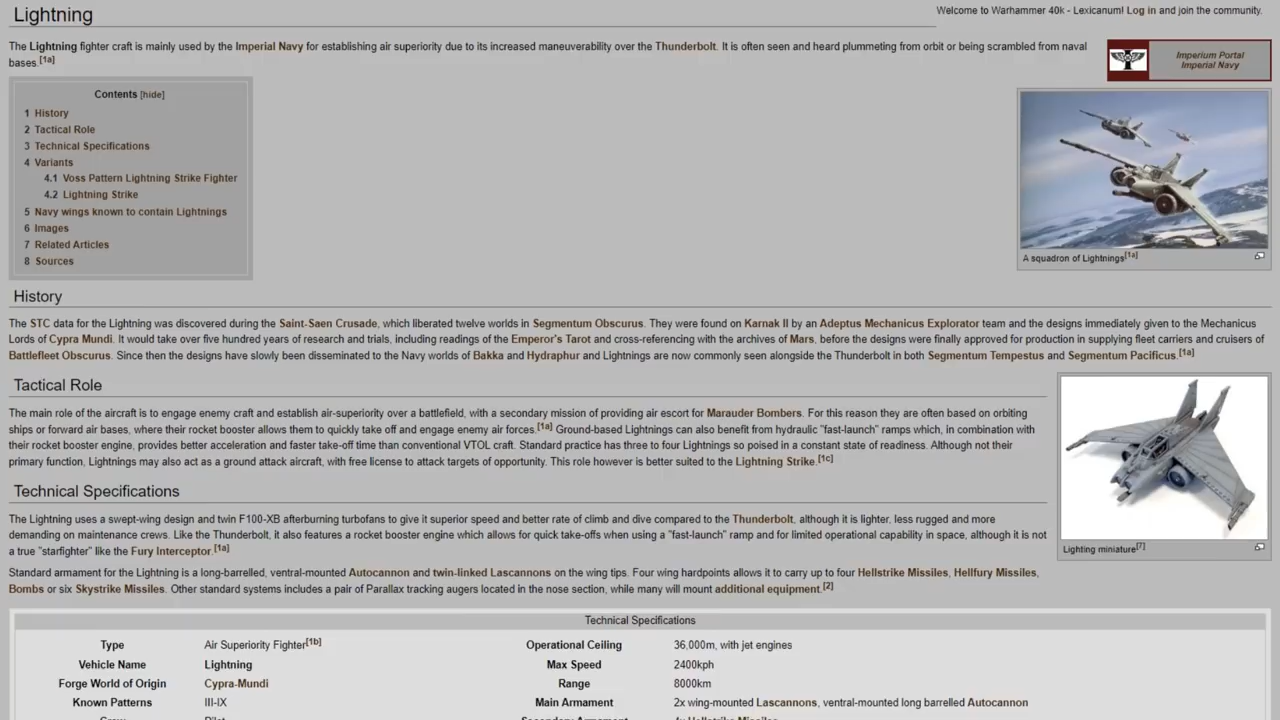 Lightning
Welcome to Warhammer 40k - Lexicanum! Log in and join the community.
The Lightning fighter craft is mainly used by the Imperial Navy for establishing air superiority due to its increased maneuverability over the Thunderbolt. It is often seen and heard plummeting from orbit or being scrambled from naval
bases.[1a]
Imperium Portal
Imperial Navy
Contents [hide]
1 History
2 Tactical Role
3 Technical Specifications
4 Variants
4.1 Voss Pattern Lightning Strike Fighter
4.2 Lightning Strike
5 Navy wings known to contain Lightnings
6 Images
7 Related Articles
8 Sources
A squadron of Lightnings[1a]
History
The STC data for the Lightning was discovered during the Saint-Saen Crusade, which liberated twelve worlds in Segmentum Obscurus. They were found on Karnak II by an Adeptus Mechanicus Explorator team and the designs immediately given to the Mechanicus
Lords of Cypra Mundi. It would take over five hundred years of research and trials, including readings of the Emperor's Tarot and cross-referencing with the archives of Mars, before the designs were finally approved for production in supplying fleet carriers and cruisers of
Battlefleet Obscurus. Since then the designs have slowly been disseminated to the Navy worlds of Bakka and Hydraphur and Lightnings are now commonly seen alongside the Thunderbolt in both Segmentum Tempestus and Segmentum Pacificus.[1a]
Tactical Role
The main role of the aircraft is to engage enemy craft and establish air-superiority over a battlefield, with a secondary mission of providing air escort for Marauder Bombers. For this reason they are often based on orbiting
ships or forward air bases, where their rocket booster allows them to quickly take off and engage enemy air forces.[1a] Ground-based Lightnings can also benefit from hydraulic "fast-launch" ramps which, in combination with
their rocket booster engine, provides better acceleration and faster take-off time than conventional VTOL craft. Standard practice has three to four Lightnings so poised in a constant state of readiness. Although not their
primary function, Lightnings may also act as a ground attack aircraft, with free license to attack targets of opportunity. This role however is better suited to the Lightning Strike.[1c]
Technical Specifications
The Lightning uses a swept-wing design and twin F100-XB afterburning turbofans to give it superior speed and better rate of climb and dive compared to the Thunderbolt, although it is lighter, less rugged and more
demanding on maintenance crews. Like the Thunderbolt, it also features a rocket booster engine which allows for quick take-offs when using a "fast-launch" ramp and for limited operational capability in space, although it is not
a true "starfighter" like the Fury Interceptor.[1a]
Lighting miniature[7]
Standard armament for the Lightning is a long-barrelled, ventral-mounted Autocannon and twin-linked Lascannons on the wing tips. Four wing hardpoints allows it to carry up to four Hellstrike Missiles, Hellfury Missiles,
Bombs or six Skystrike Missiles. Other standard systems includes a pair of Parallax tracking augers located in the nose section, while many will mount additional equipment.[2]
Technical Specifications
Type Air Superiority Fighter[1b] Operational Ceiling 36,000m, with jet engines
Vehicle Name Lightning Max Speed 2400kph
Forge World of Origin Cypra-Mundi Range 8000km
Known Patterns III-IX Main Armament 2x wing-mounted Lascannons, ventral-mounted long barrelled Autocannon
Crew Pilot Secondary Armament 4x Hellstrike Missiles